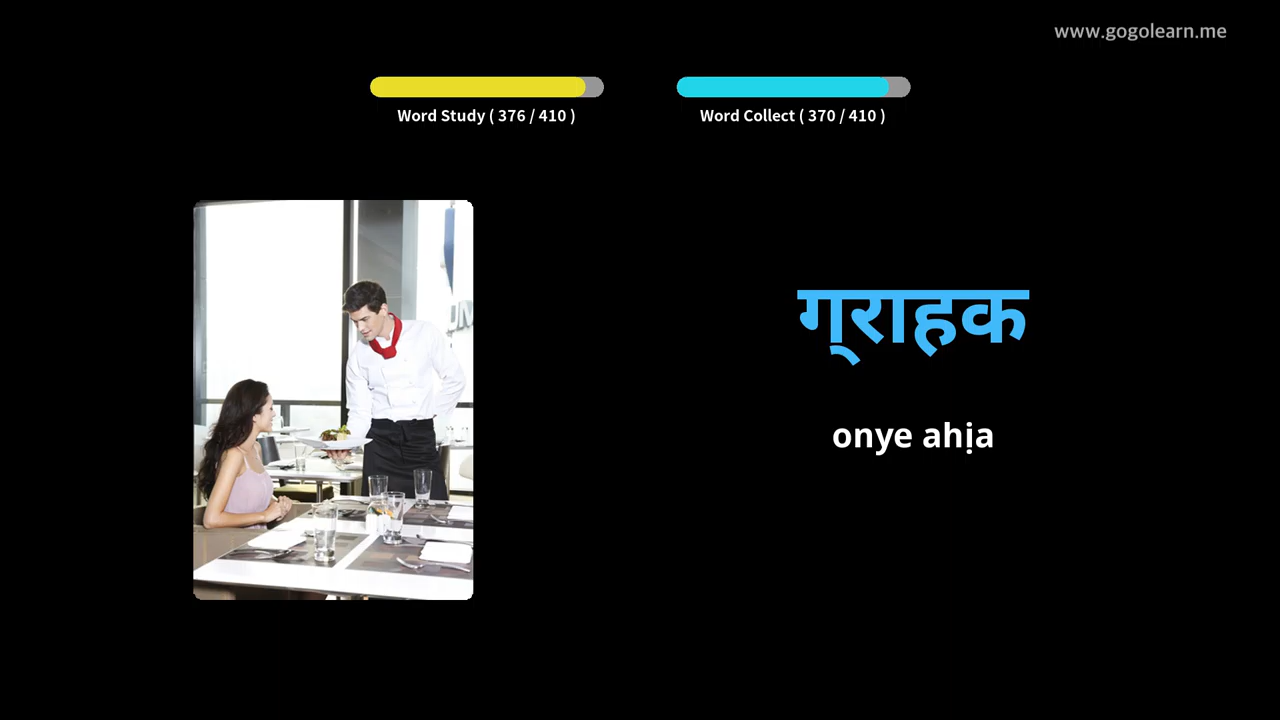 www.gogolearn.me
Word Study ( 376 / 410 )
Word Collect ( 370 / 410 )
ग्राहक
onye ahịa